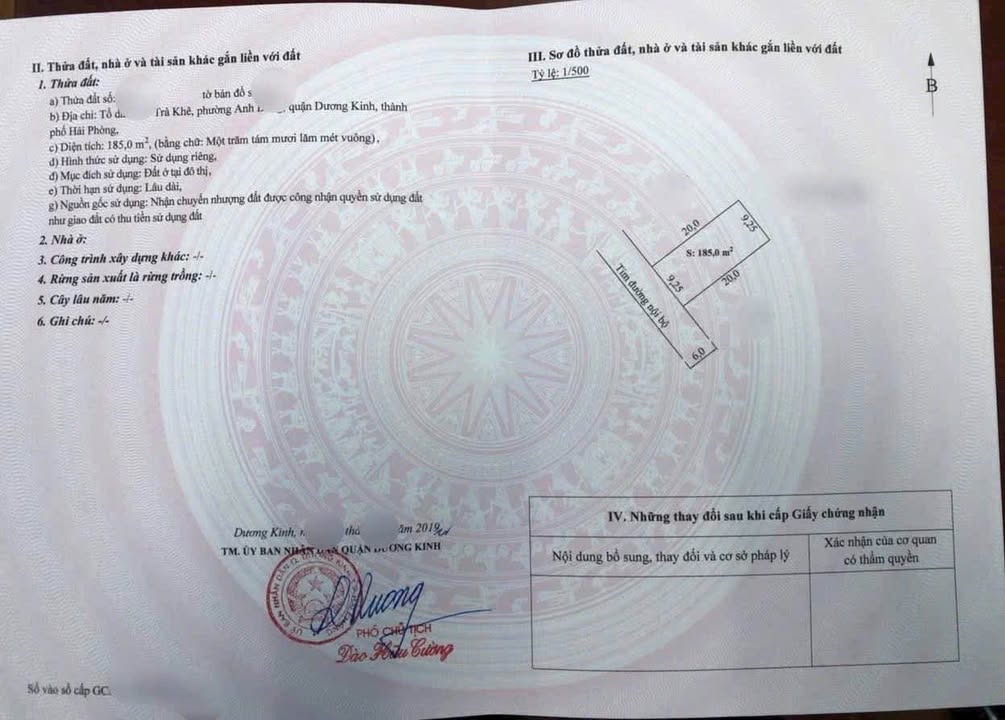 II. Thửa đất, nhà ở và tài sản khác gắn liền với đất
1. Thửa đất:
a) Thửa đất số: tờ bản đồ s
b) Địa chỉ: Tổ Trà Khê, phường Anh quận Dương Kinh, thành
phố Hải Phòng,
c) Diện tích: 185,0 m², (bằng chữ: Một trăm tám mươi lăm mét vuông),
d) Hình thức sử dụng: Sử dụng riêng,
đ) Mục đích sử dụng: Đất ở tại đô thị,
e) Thời hạn sử dụng: Lâu dài,
g) Nguồn gốc sử dụng: Nhận chuyển nhượng đất được công nhận quyền sử dụng đất
như giao đất có thu tiền sử dụng đất
2. Nhà ở:
3. Công trình xây dựng khác: -/-
4. Rừng sản xuất là rừng trồng: -/-
5. Cây lâu năm: -/-
6. Ghi chú: -/-
Dương Kinh, năm 2019
TM. ỦY BAN NHÂN QUẬN DƯƠNG KINH
PHÓ CHỦ TỊCH
Đào Hữu Cường
Số vào sổ cấp GC.
III. Sơ đồ thửa đất, nhà ở và tài sản khác gắn liền với đất
Tỷ lệ: 1/500
B
20,0
9,25
S: 185,0 m²
9,25
20,0
Tim đường nội bộ
6,0
IV. Những thay đổi sau khi cấp Giấy chứng nhận
Nội dung bổ sung, thay đổi và cơ sở pháp lý
Xác nhận của cơ quan
có thẩm quyền